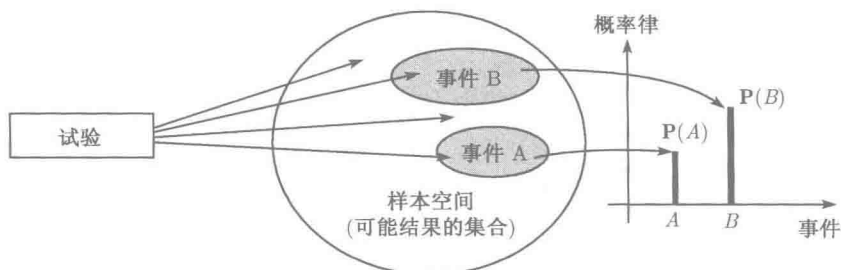 概率律
事件 B
P(B)
试验
P(A)
事件 A
样本空间
(可能结果的集合)
A
B
事件